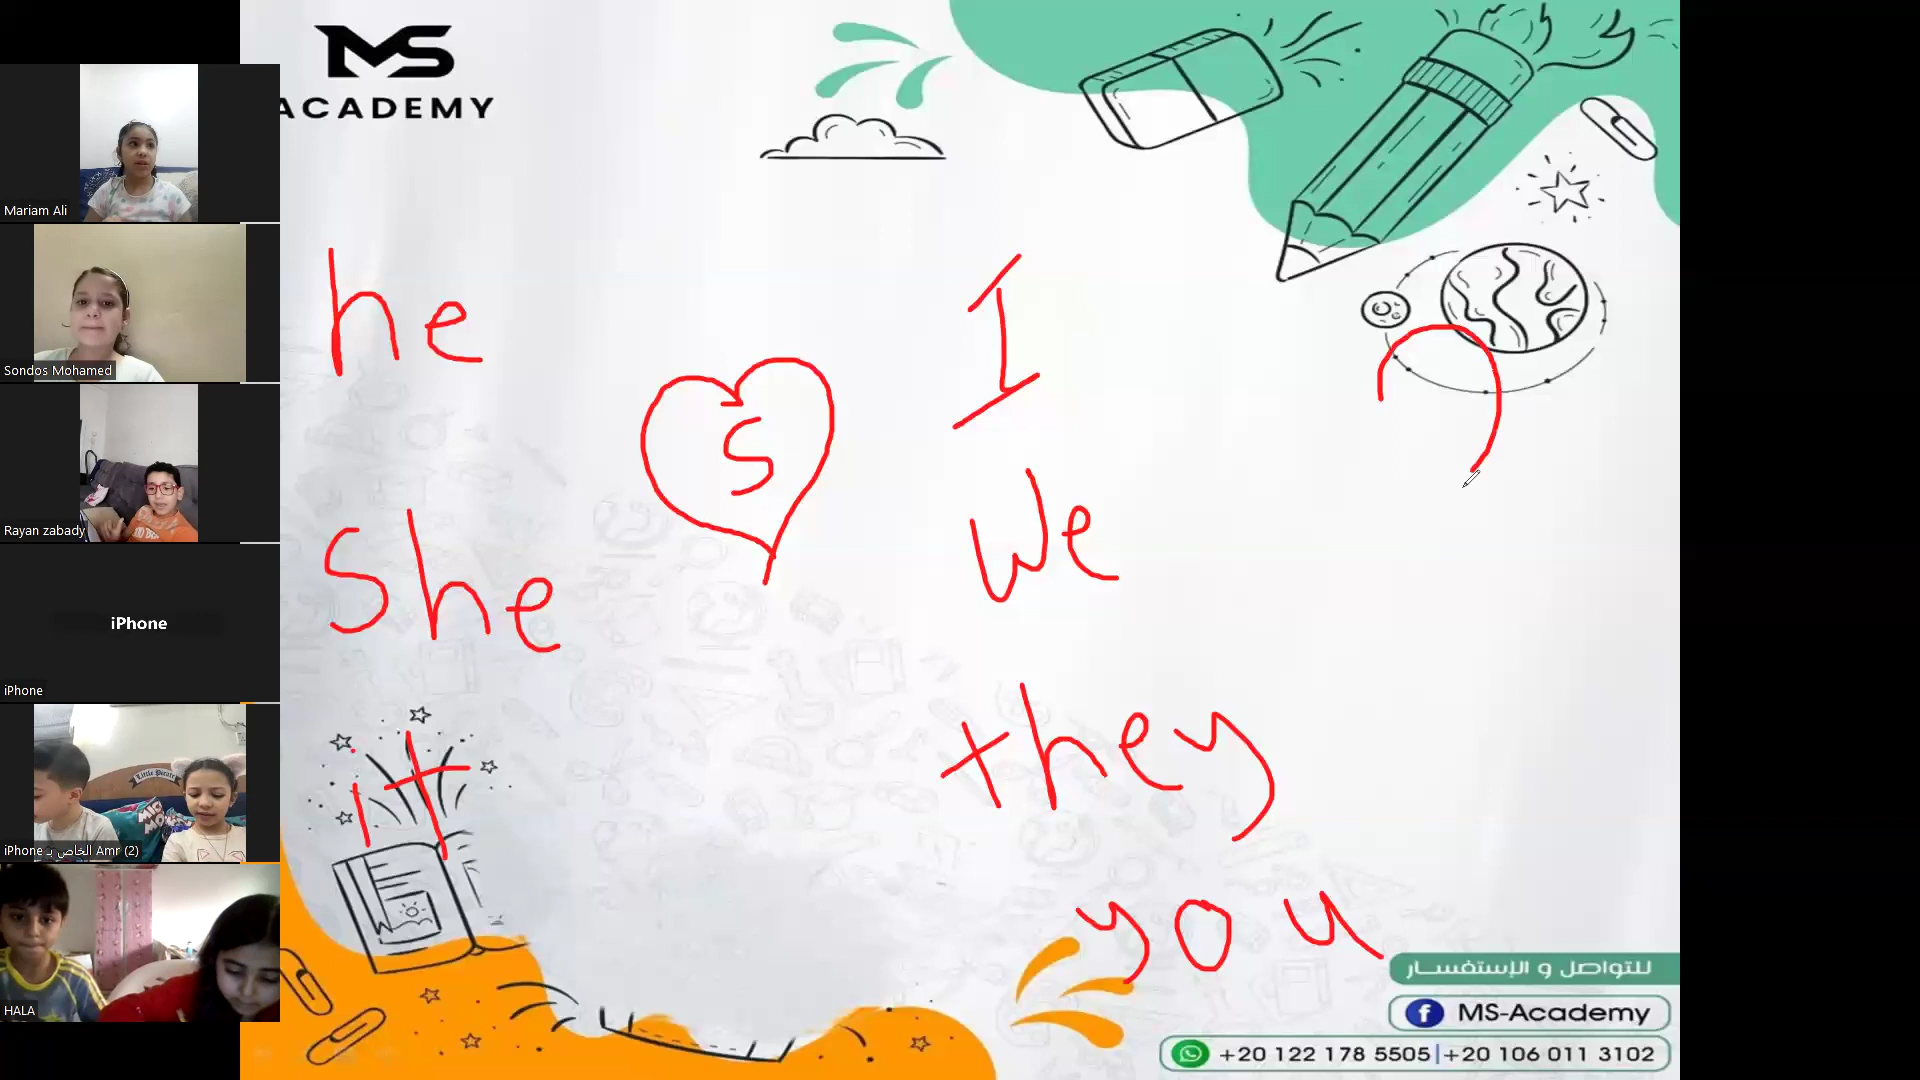 MS
ACADEMY
Mariam Ali
Sondos Mohamed
Rayan zabady
iPhone
iPhone
iPhone الخاص بـ Amr (2)
HALA
he
She
it
S
I
We
they
you
للتواصل و الإستفسار
MS-Academy
+20 122 178 5505 | +20 106 011 3102